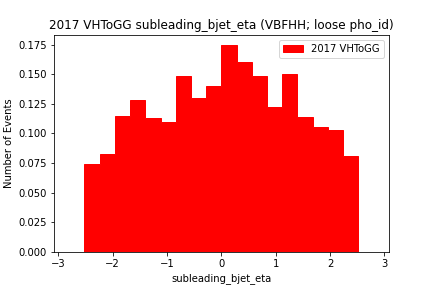 2017 VHToGG subleading_bjet_eta (VBFHH; loose pho_id)
2017 VHToGG
Number of Events
0.175
0.150
0.125
0.100
0.075
0.050
0.025
0.000
−3 −2 −1 0 1 2 3
subleading_bjet_eta